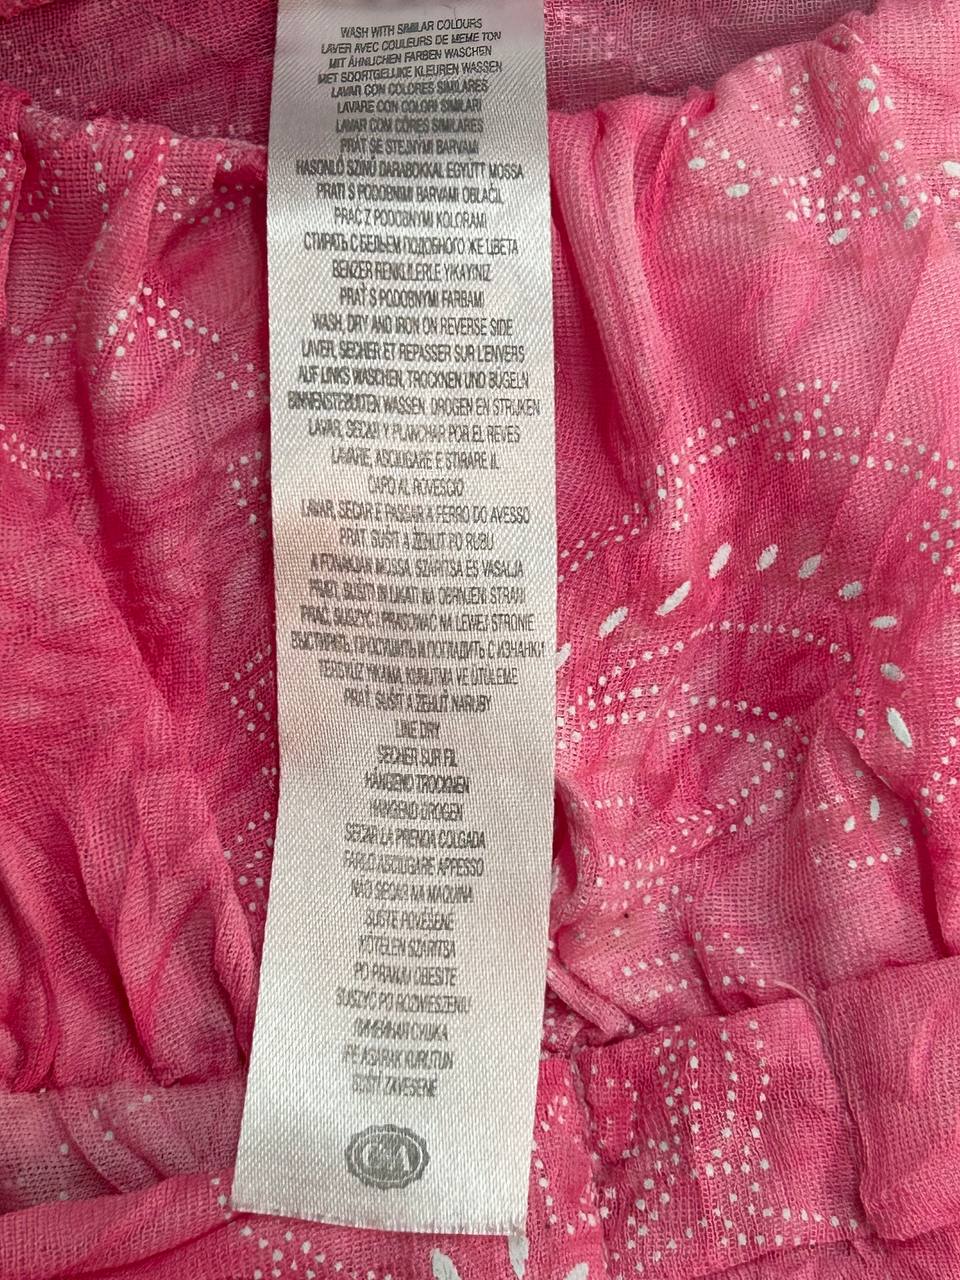 WASH WITH SIMILAR COLOURS
LAVER AVEC COULEURS DE MEME TON
MIT ÄHNLICHEN FARBEN WASCHEN
MET SOORTGELIJKE KLEUREN WASSEN
LAVAR CON COLORES SIMILARES
LAVARE CON COLORI SIMILARI
LAVAR COM CORES SIMILARES
PRÁT SE STEJNÝMI BARVAMI
HASONLÓ SZÍNŰ DARABOKKAL EGYÜTT MOSSA
PRATI S PODOBNIMI BARVAMI OBLAČIL
PRAĆ Z PODOBNYMI KOLORAMI
СТИРАТЬ С БЕЛЬЕМ ПОДОБНОГО ЖЕ ЦВЕТА
BENZER RENKLILERLE YIKAYINIZ
PRAŤ S PODOBNYMI FARBAMI
WASH, DRY AND IRON ON REVERSE SIDE
LAVER, SECHER ET REPASSER SUR L'ENVERS
AUF LINKS WASCHEN, TROCKNEN UND BÜGELN
BINNENSTEBUITEN WASSEN, DROGEN EN STRIJKEN
LAVAR, SECAR Y PLANCHAR POR EL REVES
LAVARE, ASCIUGARE E STIRARE IL
CAPO AL ROVESCIO
LAVAR, SECAR E PASSAR A FERRO DO AVESSO
PRÁT, SUŠIT A ŽEHLIT PO RUBU
A FONÁKJÁN MOSSA, SZÁRÍTSA ÉS VASALJA
PRATI, SUŠITI IN LIKATI NA OBRNJENI STRANI
PRAĆ, SUSZYĆ I PRASOWAĆ NA LEWEJ STRONIE
ВЫСТИРАТЬ, ПРОСУШИТЬ И ПОГЛАДИТЬ С ИЗНАНКИ
TERSYÜZ YIKAMA, KURUTMA VE ÜTÜLEME
PRAŤ, SUŠIŤ A ŽEHLIŤ NARUBY
LINE DRY
SECHER SUR FIL
HÄNGEND TROCKNEN
HANGEND DROGEN
SECAR LA PRENDA COLGADA
FARLO ASCIUGARE APPESO
NÃO SECAR NA MAQUINA
SUŠTE POVĚŠENÉ
KÖTÉLEN SZÁRÍTSA
PO PRANJU OBESITE
SUSZYĆ PO ROZWIESZENIU
ЛИНЕЙНАЯ СУШКА
IPE ASARAK KURUTUN
SUŠIŤ ZAVESENÉ
C&A